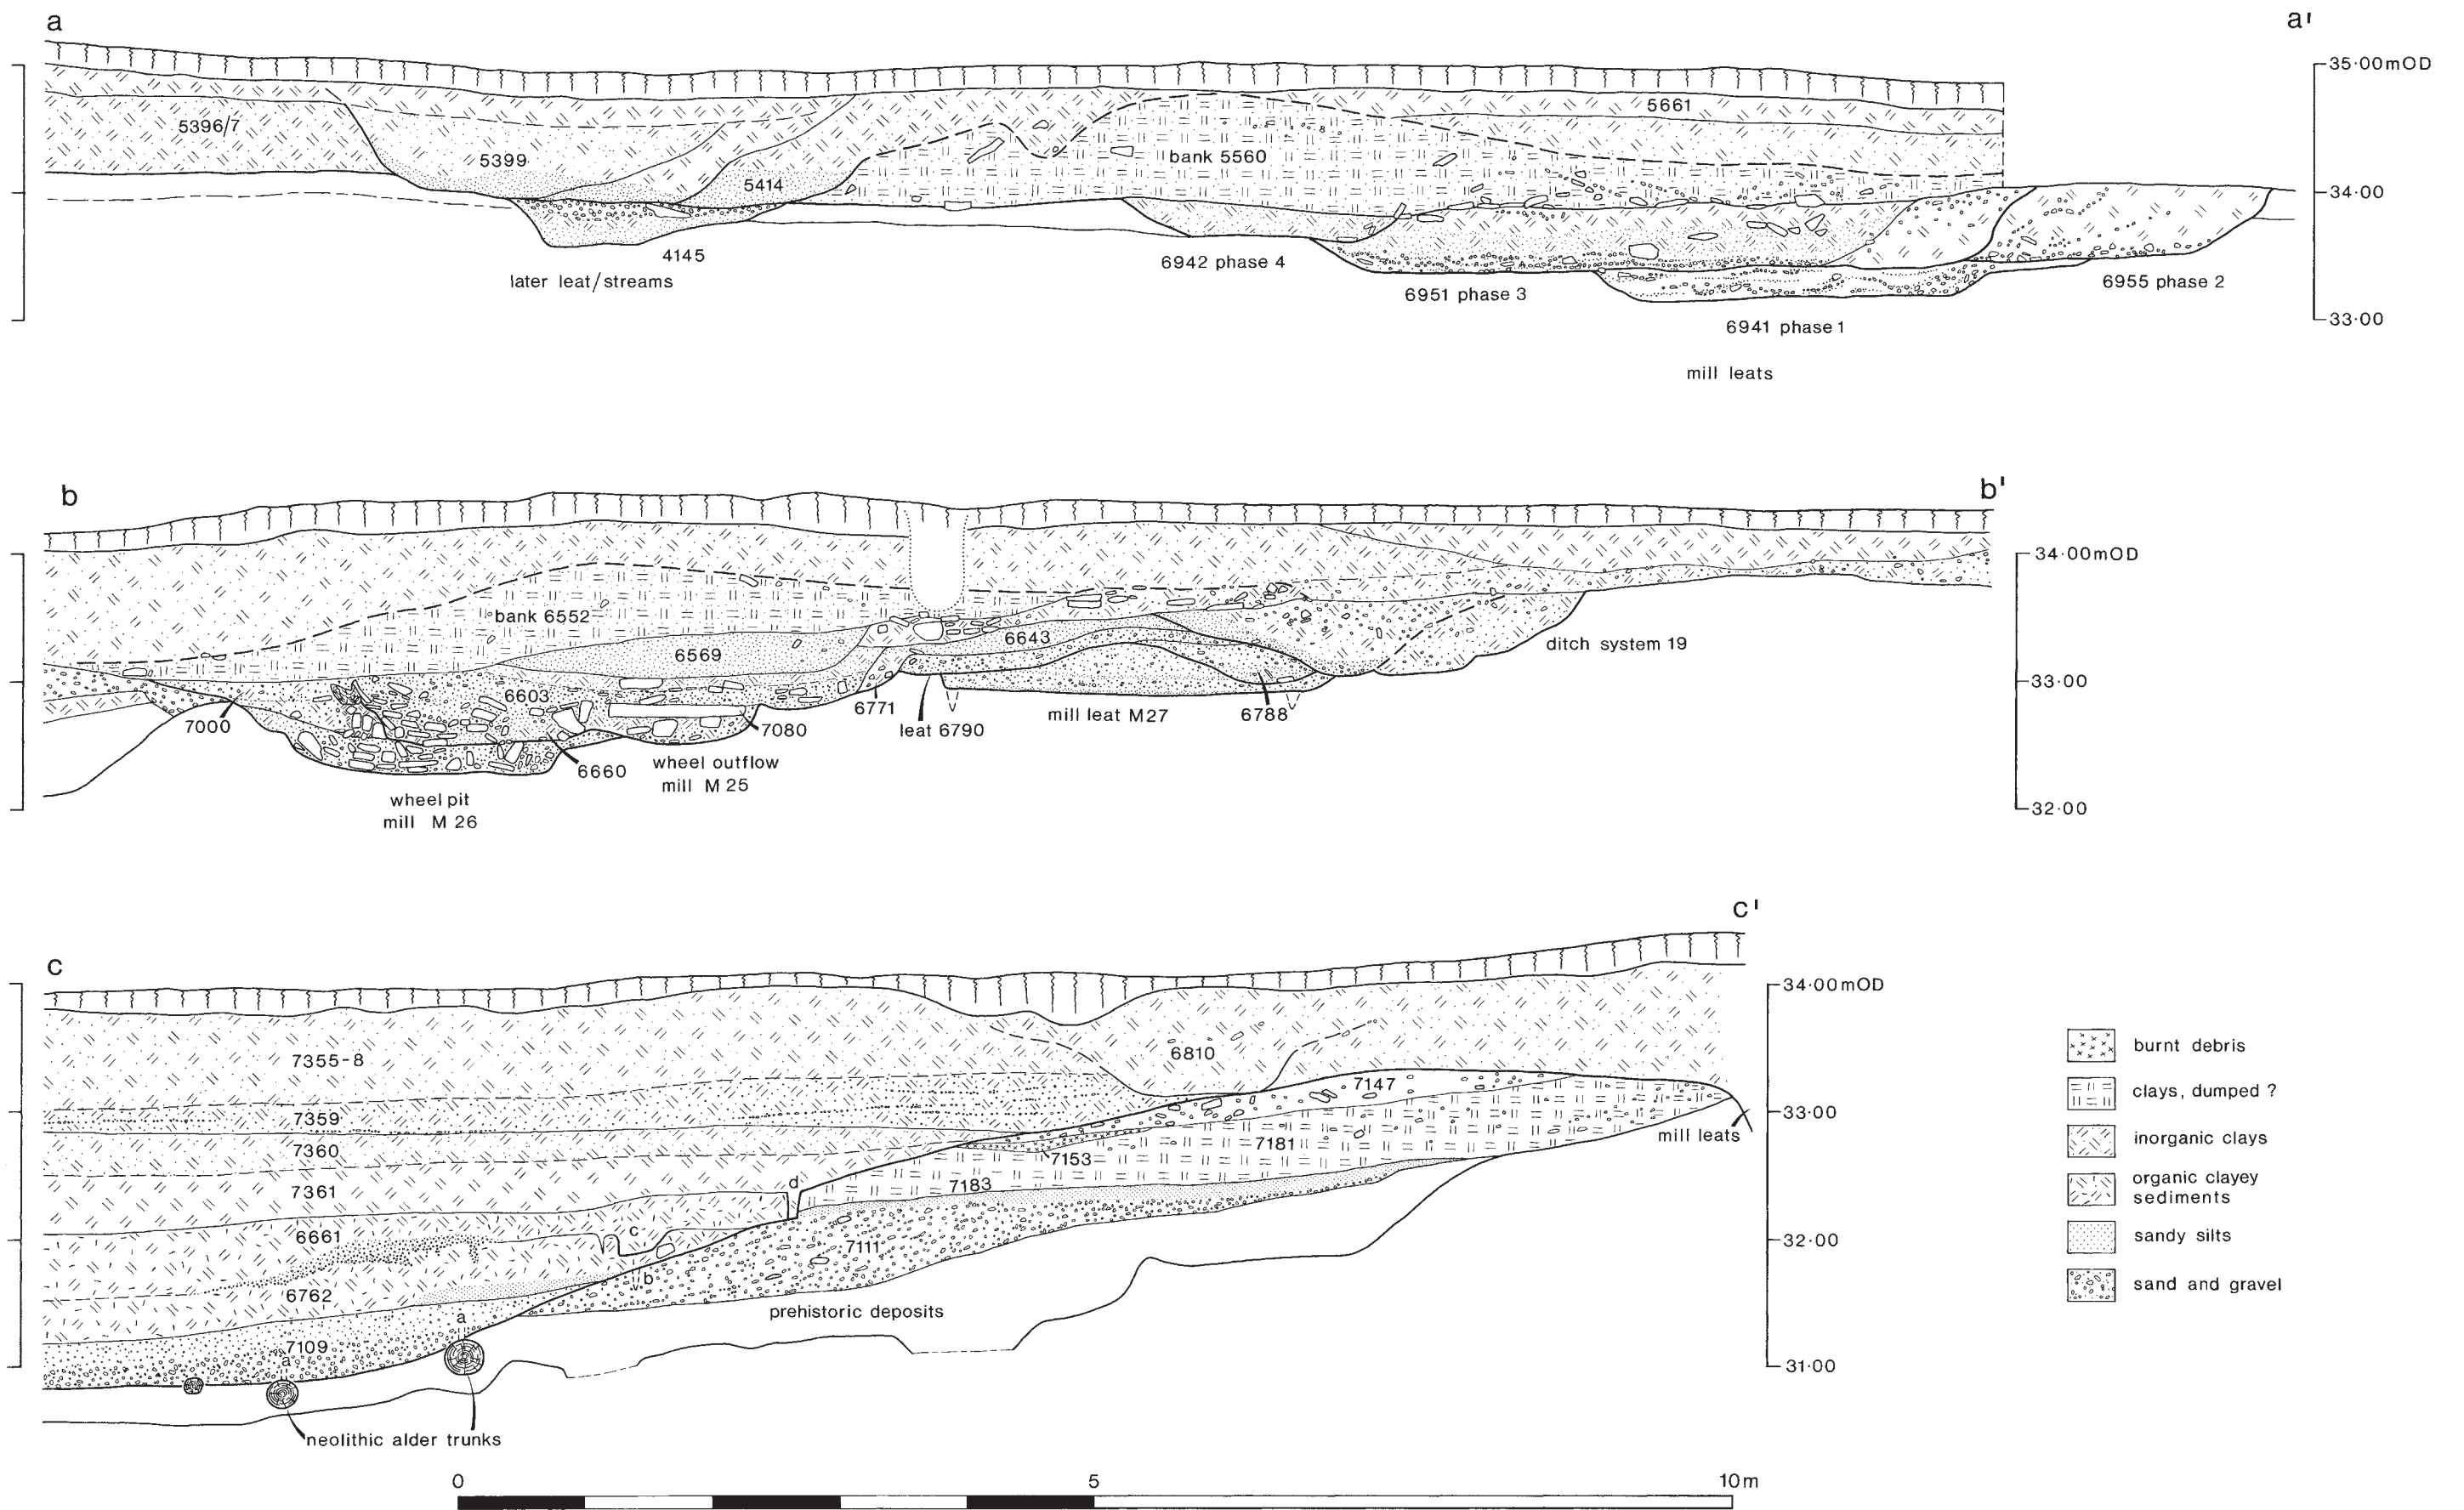 a
a'
35·00mOD
5661
5396/7
5399
bank 5560
5414
34·00
4145
6942 phase 4
later leat/streams
6951 phase 3
6955 phase 2
6941 phase 1
33·00
mill leats
b
b'
34·00mOD
bank 6552
6643
ditch system 19
6569
6603
33·00
7000
6771
mill leat M27
6788
7080
leat 6790
6660
wheel outflow
mill M 25
wheel pit
mill M 26
32·00
c
c'
34·00mOD
7355-8
6810
7147
7359
33·00
mill leats
7360
7181
7153
7361
d
7183
6661
c
32·00
7111
b
6762
prehistoric deposits
a
7109
a
31·00
neolithic alder trunks
burnt debris
clays, dumped ?
inorganic clays
organic clayey
sediments
sandy silts
sand and gravel
0
5
10m